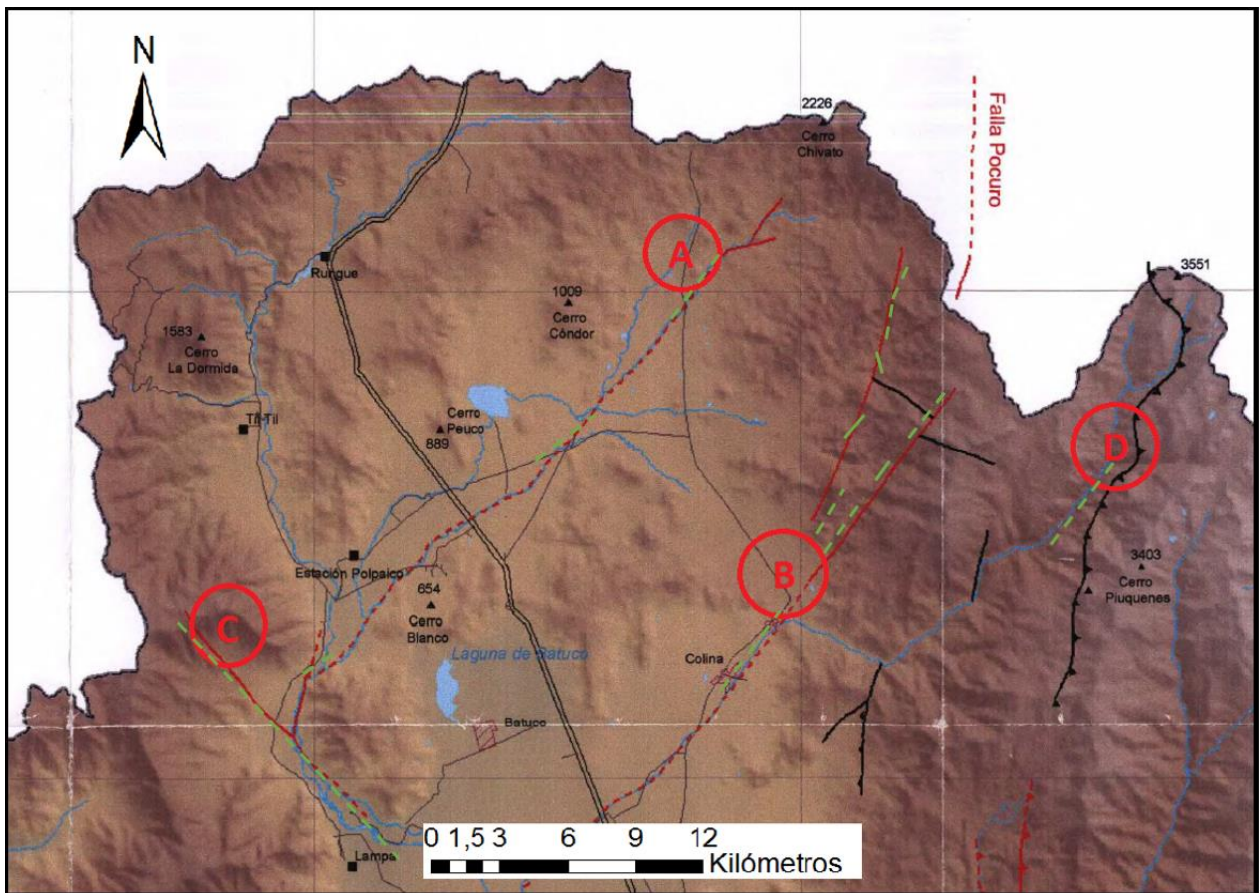 N
2226
Cerro
Chivato
Falla Pocuro
A
3551
Rungue
1009
Cerro
Cóndor
1583
Cerro
La Dormida
D
Til-Til
Cerro
Peuco
889
Estación Polpaico
B
3403
Cerro
Piuquenes
654
Cerro
Blanco
C
Laguna de Batuco
Colina
Batuco
Lampa
0 1,5 3 6 9 12
Kilómetros